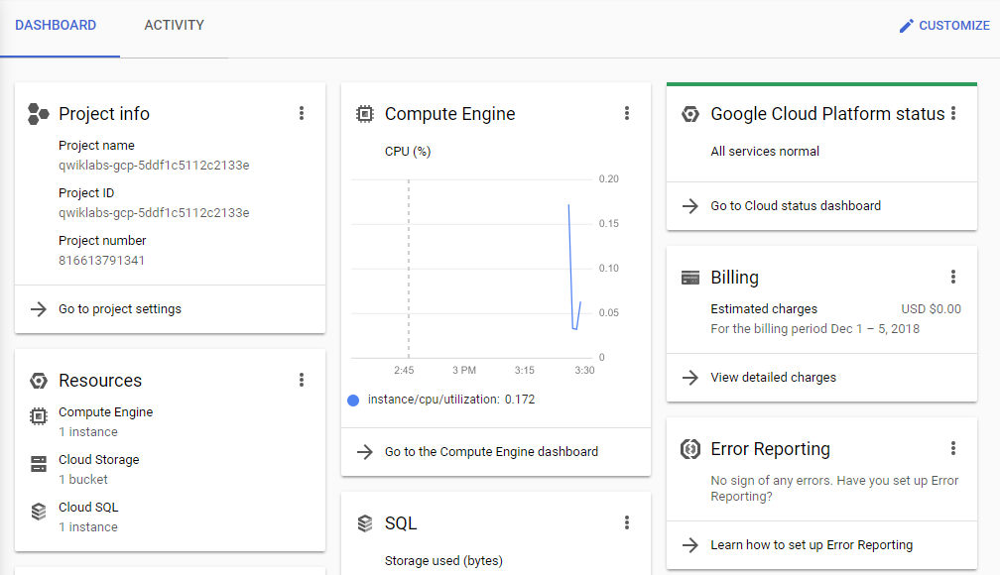 DASHBOARD
ACTIVITY
CUSTOMIZE
Project info
Project name
qwiklabs-gcp-5ddf1c5112c2133e
Project ID
qwiklabs-gcp-5ddf1c5112c2133e
Project number
816613791341
Go to project settings
Resources
Compute Engine
1 instance
Cloud Storage
1 bucket
Cloud SQL
1 instance
Compute Engine
CPU (%)
0.20
0.15
0.10
0.05
0
2:45
3 PM
3:15
3:30
instance/cpu/utilization: 0.172
Go to the Compute Engine dashboard
SQL
Storage used (bytes)
Google Cloud Platform status
All services normal
Go to Cloud status dashboard
Billing
Estimated charges USD $0.00
For the billing period Dec 1 – 5, 2018
View detailed charges
Error Reporting
No sign of any errors. Have you set up Error
Reporting?
Learn how to set up Error Reporting